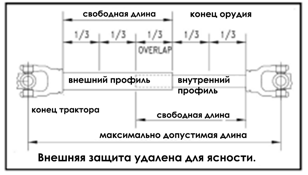 свободная длина
конец орудия
1/3 1/3 1/3 1/3 1/3
OVERLAP
внешний профиль
внутренний профиль
конец трактора
свободная длина
максимально допустимая длина
Внешняя защита удалена для ясности.